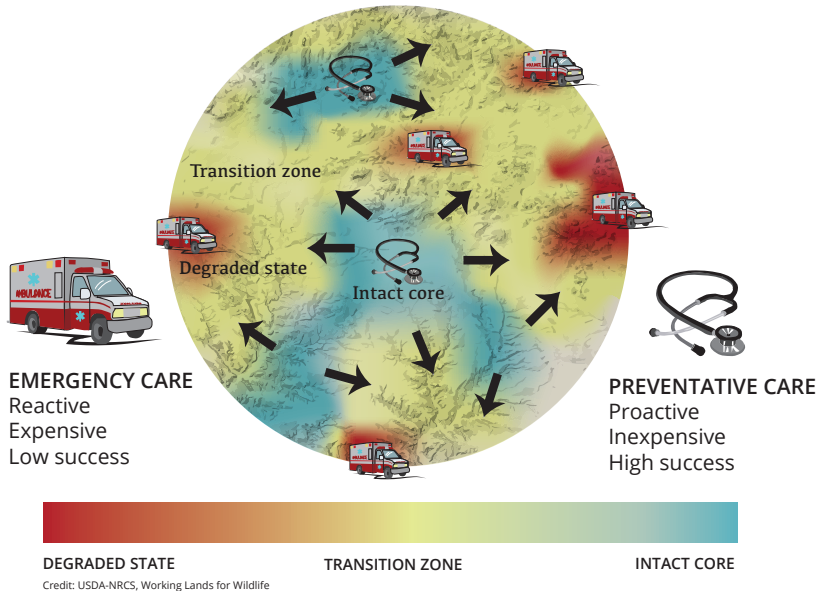 Transition zone
Degraded state
Intact core
AMBULANCE
EMERGENCY CARE
Reactive
Expensive
Low success
PREVENTATIVE CARE
Proactive
Inexpensive
High success
DEGRADED STATE
TRANSITION ZONE
INTACT CORE
Credit: USDA-NRCS, Working Lands for Wildlife